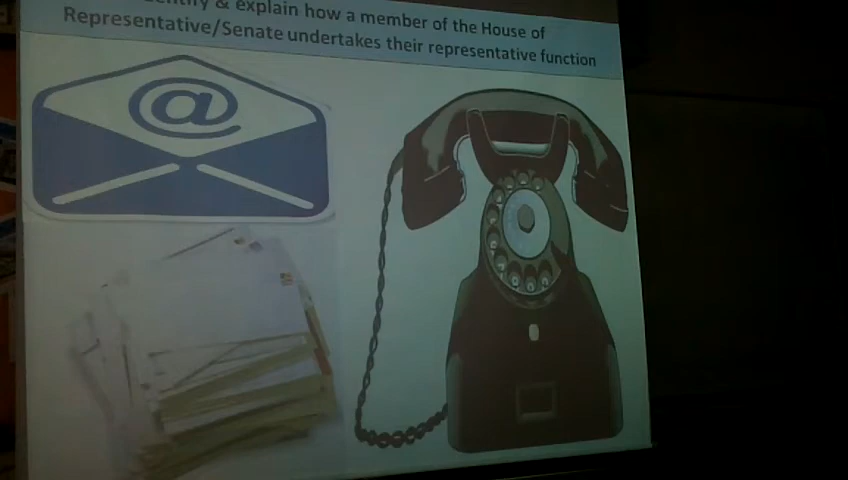 & explain how a member of the House of
Representative/Senate undertakes their representative function
@